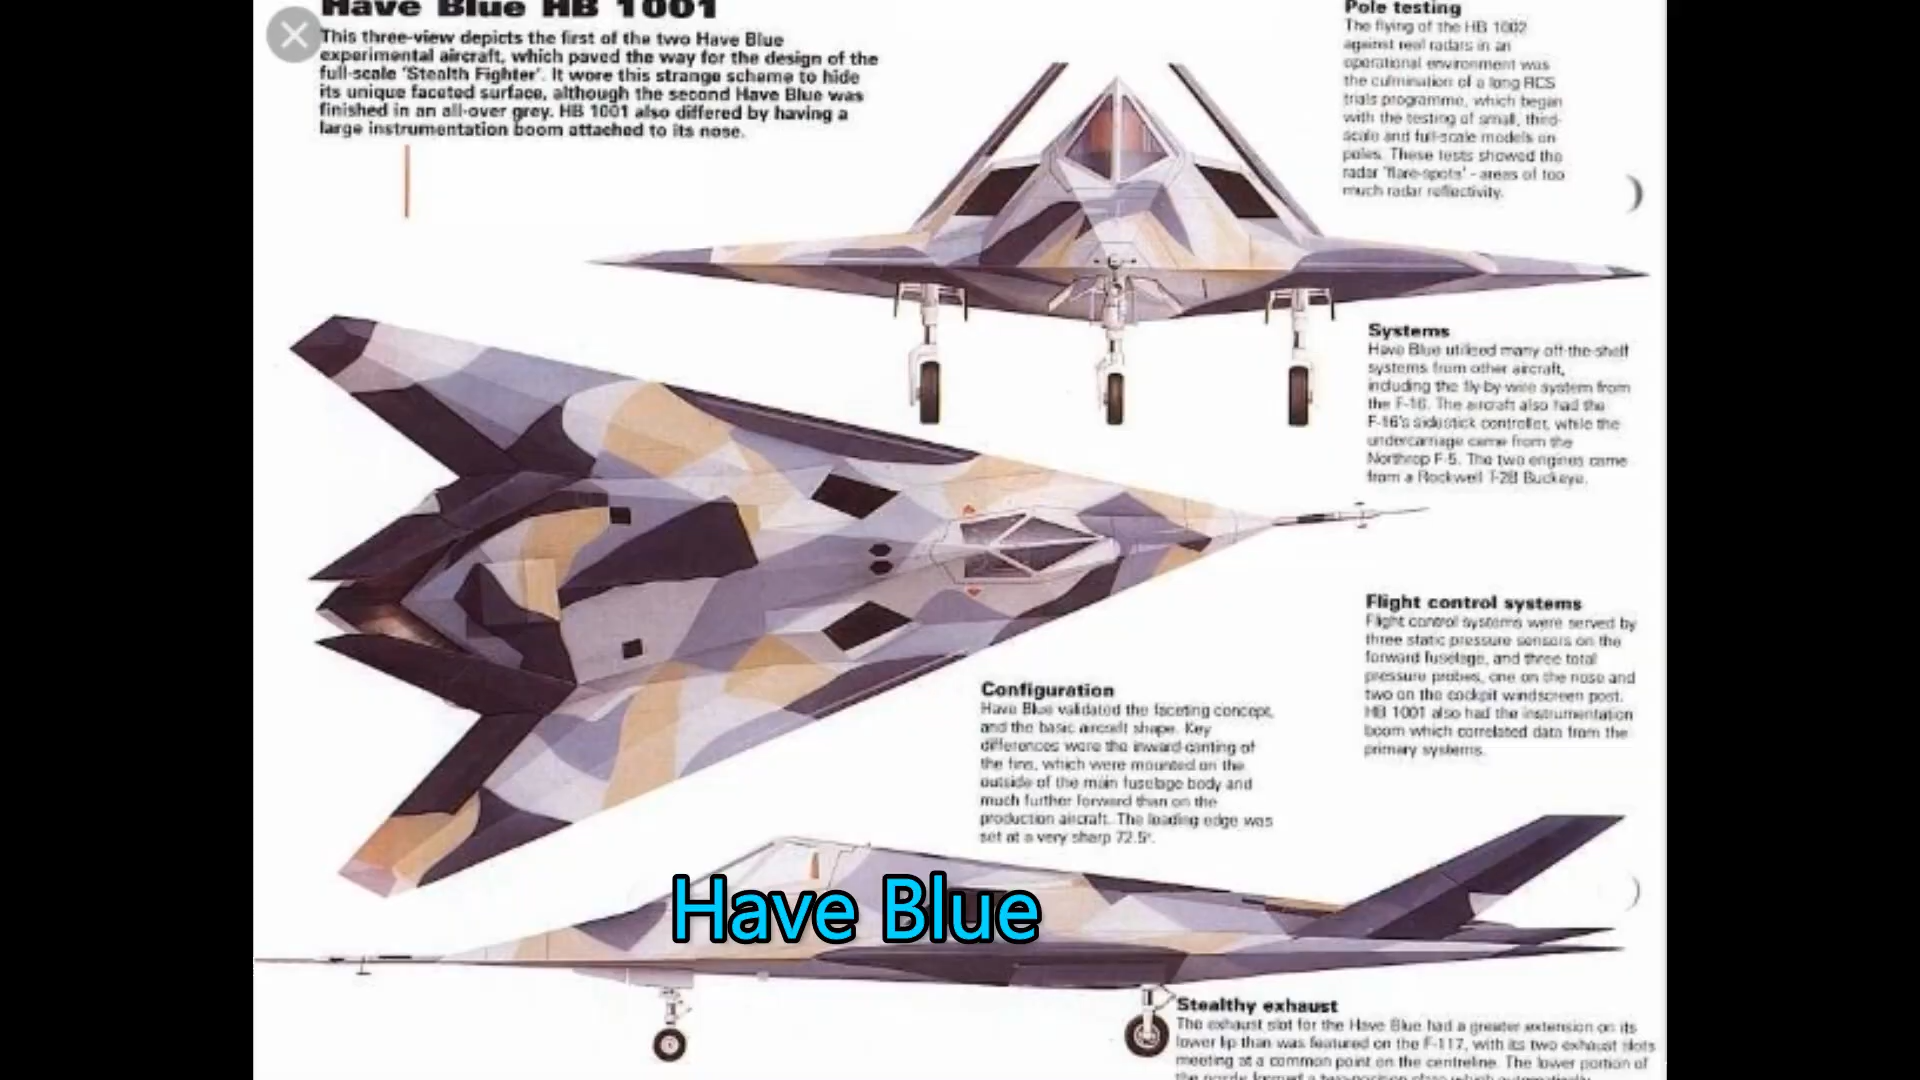 Have Blue HB 1001
This three-view depicts the first of the two Have Blue
experimental aircraft, which paved the way for the design of the
full-scale 'Stealth Fighter'. It wore this strange scheme to hide
its unique faceted surface, although the second Have Blue was
finished in an all-over grey. HB 1001 also differed by having a
large instrumentation boom attached to its nose.
Pole testing
The flying of the HB 1002
against real radars in an
operational environment was
the culmination of a long RCS
trials programme, which began
with the testing of small, third-
scale and full-scale models on
poles. These tests showed the
radar 'flare-spots' - areas of too
much radar reflectivity.
Systems
Have Blue utilised many off-the-shelf
systems from other aircraft,
including the fly-by-wire system from
the F-16. The aircraft also had the
F-16's sidestick controller, while the
undercarriage came from the
Northrop F-5. The two engines came
from a Rockwell T-2B Buckeye.
Flight control systems
Flight control systems were served by
three static pressure sensors on the
forward fuselage, and three total
pressure probes, one on the nose and
two on the cockpit windscreen post.
HB 1001 also had the instrumentation
boom which correlated data from the
primary systems.
Configuration
Have Blue validated the faceting concept,
and the basic aircraft shape. Key
differences were the inward-canting of
the fins, which were mounted on the
outside of the main fuselage body and
much further forward than on the
production aircraft. The leading edge was
set at a very sharp 72.5°.
Have Blue
Stealthy exhaust
The exhaust slot for the Have Blue had a greater extension on its
lower lip than was featured on the F-117, with its two exhaust slots
meeting at a common point on the centreline. The lower portion of
the nozzle formed a two-position flap which automatically